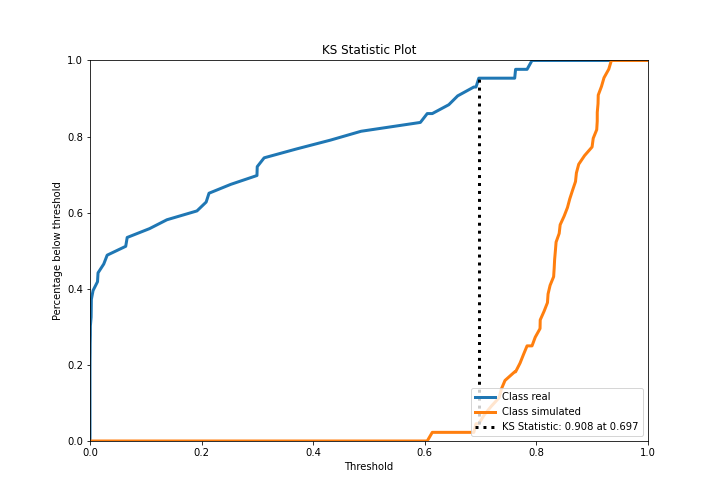 KS Statistic Plot
1.0
0.8
0.6
0.4
0.2
0.0
Percentage below threshold
0.0 0.2 0.4 0.6 0.8 1.0
Threshold
Class real
Class simulated
KS Statistic: 0.908 at 0.697